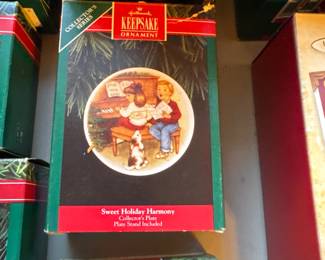 COLLECTOR'S
SERIES
Hallmark
KEEPSAKE
ORNAMENT
Sweet Holiday Harmony
Collector's Plate
Plate Stand Included